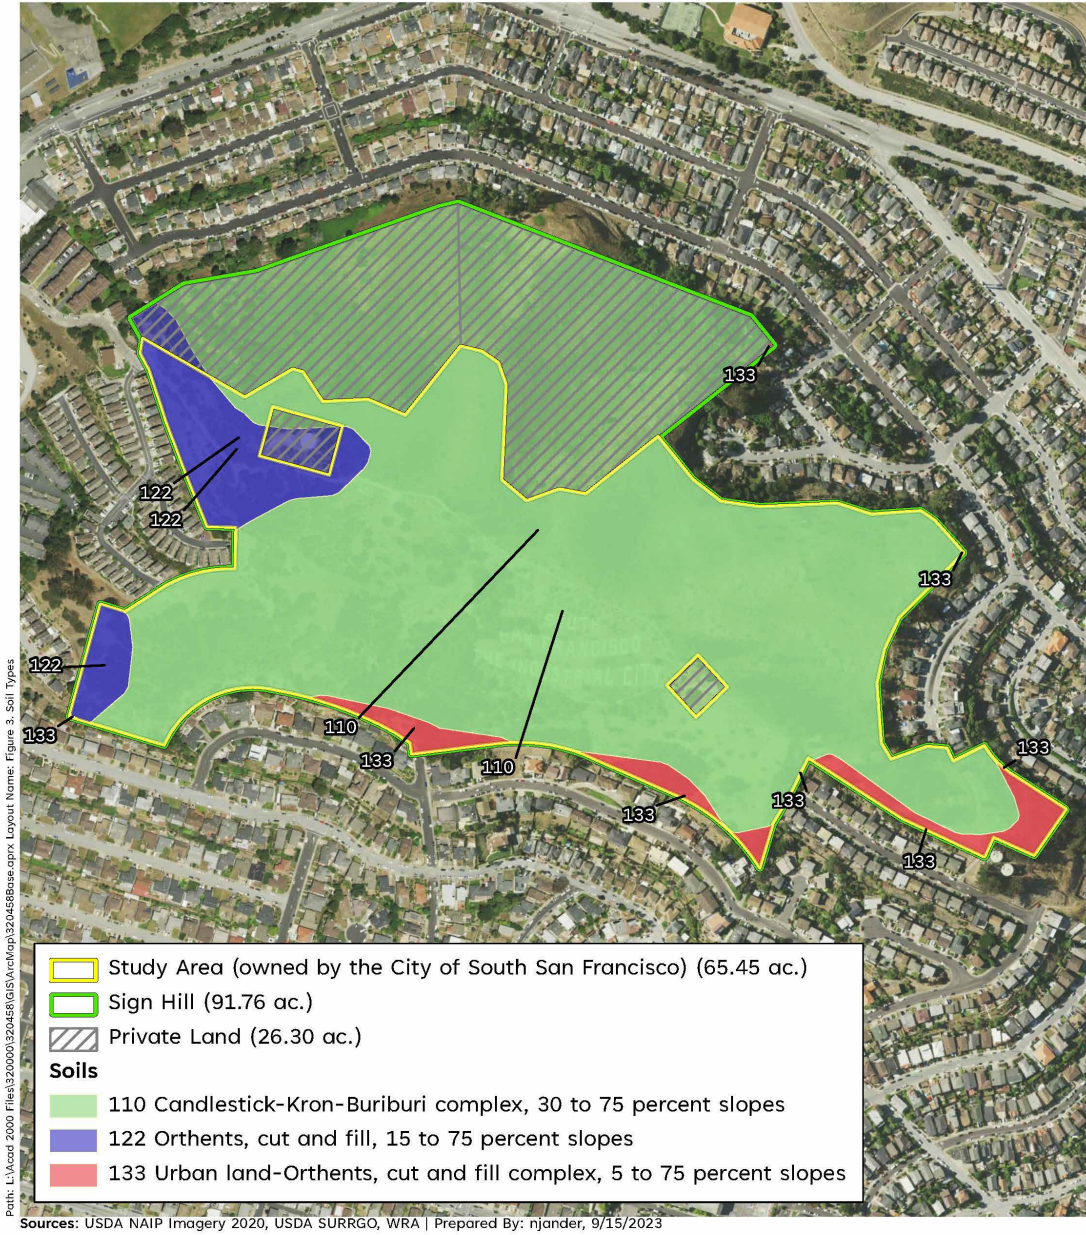 133
122
122
133
122
133
110
133
110
133
133
133
133
Study Area (owned by the City of South San Francisco) (65.45 ac.)
Sign Hill (91.76 ac.)
Private Land (26.30 ac.)
Soils
110 Candlestick-Kron-Buriburi complex, 30 to 75 percent slopes
122 Orthents, cut and fill, 15 to 75 percent slopes
133 Urban land-Orthents, cut and fill complex, 5 to 75 percent slopes
Path: L:\Acad 2000 Files\320000\320458\GIS\ArcMap\320458Base.aprx Layout Name: Figure 3. Soil Types
Sources: USDA NAIP Imagery 2020, USDA SURRGO, WRA | Prepared By: njander, 9/15/2023